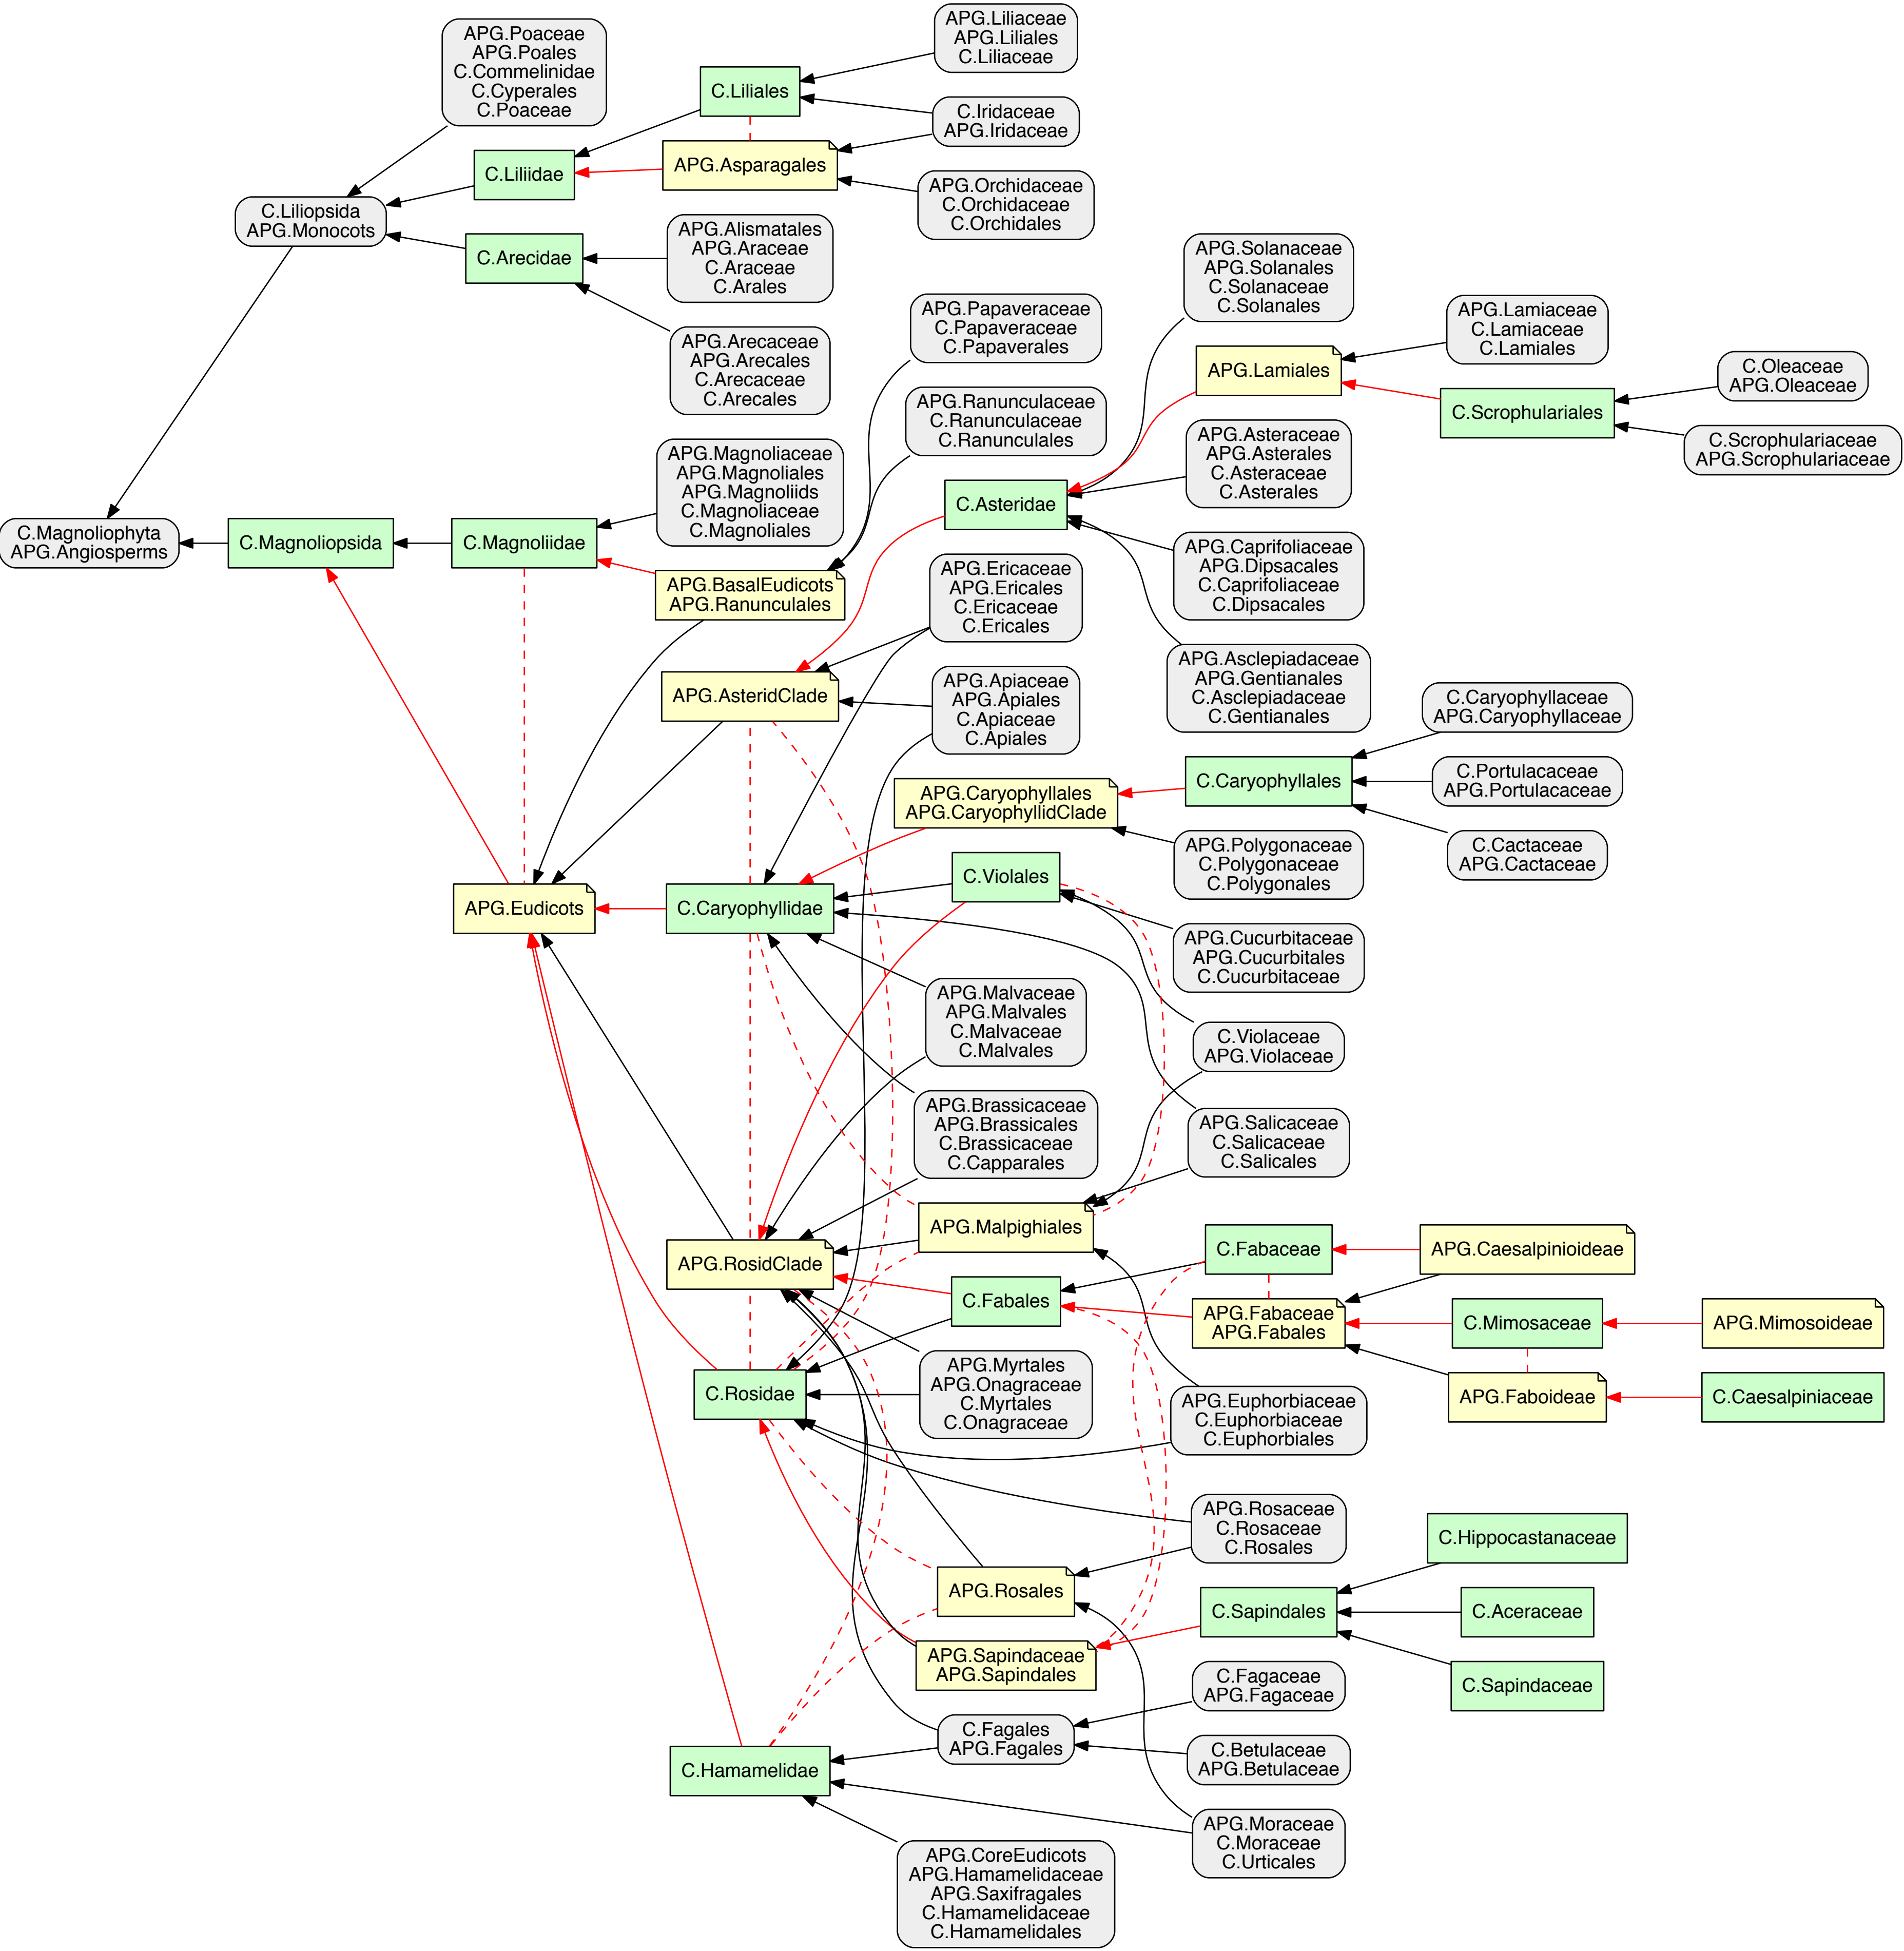 APG.Poaceae
APG.Poales
C.Commelinidae
C.Cyperales
C.Poaceae
APG.Liliaceae
APG.Liliales
C.Liliaceae
C.Liliales
C.Iridaceae
APG.Iridaceae
APG.Asparagales
C.Liliidae
APG.Orchidaceae
C.Orchidaceae
C.Orchidales
C.Liliopsida
APG.Monocots
C.Arecidae
APG.Alismatales
APG.Araceae
C.Araceae
C.Arales
APG.Arecaceae
APG.Arecales
C.Arecaceae
C.Arecales
APG.Solanaceae
APG.Solanales
C.Solanaceae
C.Solanales
APG.Papaveraceae
C.Papaveraceae
C.Papaverales
APG.Lamiaceae
C.Lamiaceae
C.Lamiales
APG.Lamiales
C.Oleaceae
APG.Oleaceae
C.Scrophulariales
APG.Ranunculaceae
C.Ranunculaceae
C.Ranunculales
C.Scrophulariaceae
APG.Scrophulariaceae
APG.Asteraceae
APG.Asterales
C.Asteraceae
C.Asterales
APG.Magnoliaceae
APG.Magnoliales
APG.Magnoliids
C.Magnoliaceae
C.Magnoliales
C.Asteridae
C.Magnoliophyta
APG.Angiosperms
C.Magnoliopsida
C.Magnoliidae
APG.BasalEudicots
APG.Ranunculales
APG.Caprifoliaceae
APG.Dipsacales
C.Caprifoliaceae
C.Dipsacales
APG.Ericaceae
APG.Ericales
C.Ericaceae
C.Ericales
APG.Asclepiadaceae
APG.Gentianales
C.Asclepiadaceae
C.Gentianales
APG.AsteridClade
APG.Apiaceae
APG.Apiales
C.Apiaceae
C.Apiales
C.Caryophyllaceae
APG.Caryophyllaceae
C.Caryophyllales
C.Portulacaceae
APG.Portulacaceae
APG.Caryophyllales
APG.CaryophyllidClade
C.Cactaceae
APG.Cactaceae
APG.Polygonaceae
C.Polygonaceae
C.Polygonales
C.Violales
APG.Eudicots
C.Caryophyllidae
APG.Cucurbitaceae
APG.Cucurbitales
C.Cucurbitaceae
APG.Malvaceae
APG.Malvales
C.Malvaceae
C.Malvales
C.Violaceae
APG.Violaceae
APG.Brassicaceae
APG.Brassicales
C.Brassicaceae
C.Capparales
APG.Salicaceae
C.Salicaceae
C.Salicales
APG.Malpighiales
APG.RosidClade
C.Fabaceae
APG.Caesalpinioideae
C.Fabales
APG.Fabaceae
APG.Fabales
C.Mimosaceae
APG.Mimosoideae
C.Rosidae
APG.Myrtales
APG.Onagraceae
C.Myrtales
C.Onagraceae
APG.Faboideae
C.Caesalpiniaceae
APG.Euphorbiaceae
C.Euphorbiaceae
C.Euphorbiales
APG.Rosaceae
C.Rosaceae
C.Rosales
C.Hippocastanaceae
APG.Rosales
C.Sapindales
C.Aceraceae
APG.Sapindaceae
APG.Sapindales
C.Sapindaceae
C.Fagaceae
APG.Fagaceae
C.Fagales
APG.Fagales
C.Betulaceae
APG.Betulaceae
C.Hamamelidae
APG.Moraceae
C.Moraceae
C.Urticales
APG.CoreEudicots
APG.Hamamelidaceae
APG.Saxifragales
C.Hamamelidaceae
C.Hamamelidales